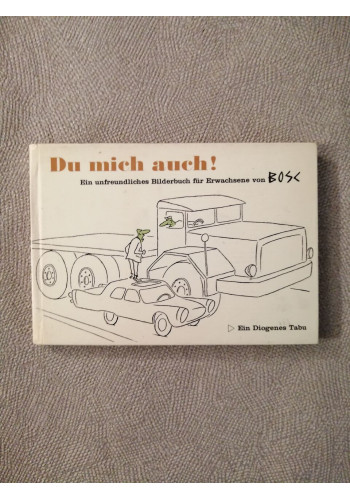 Du mich auch!
Ein unfreundliches Bilderbuch für Erwachsene von BOSC
▷ Ein Diogenes Tabu